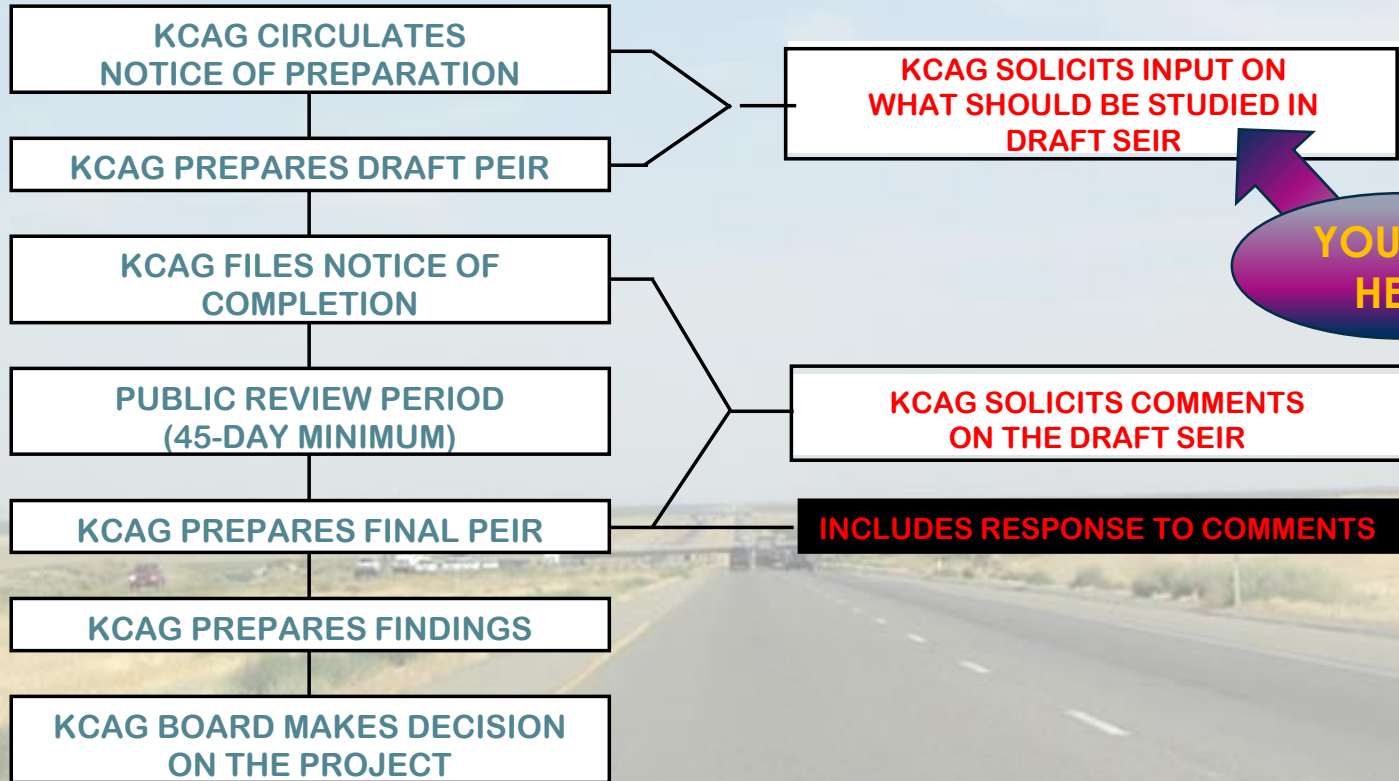 KCAG CIRCULATES
NOTICE OF PREPARATION
KCAG SOLICITS INPUT ON
WHAT SHOULD BE STUDIED IN
DRAFT SEIR
KCAG PREPARES DRAFT PEIR
YOU
HE
KCAG FILES NOTICE OF
COMPLETION
PUBLIC REVIEW PERIOD
(45-DAY MINIMUM)
KCAG SOLICITS COMMENTS
ON THE DRAFT SEIR
KCAG PREPARES FINAL PEIR
INCLUDES RESPONSE TO COMMENTS
KCAG PREPARES FINDINGS
KCAG BOARD MAKES DECISION
ON THE PROJECT